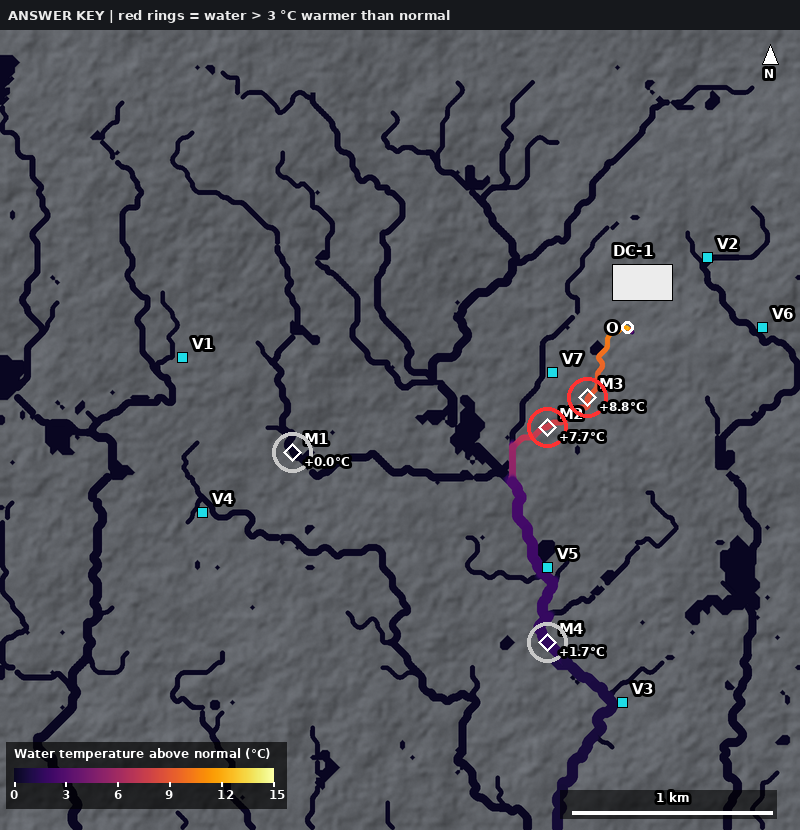 ANSWER KEY | red rings = water > 3 °C warmer than normal
N
V2
DC-1
V6
O
V1
V7
M3
+8.8°C
M2
+7.7°C
M1
+0.0°C
V4
V5
M4
+1.7°C
V3
Water temperature above normal (°C)
0 3 6 9 12 15
1 km